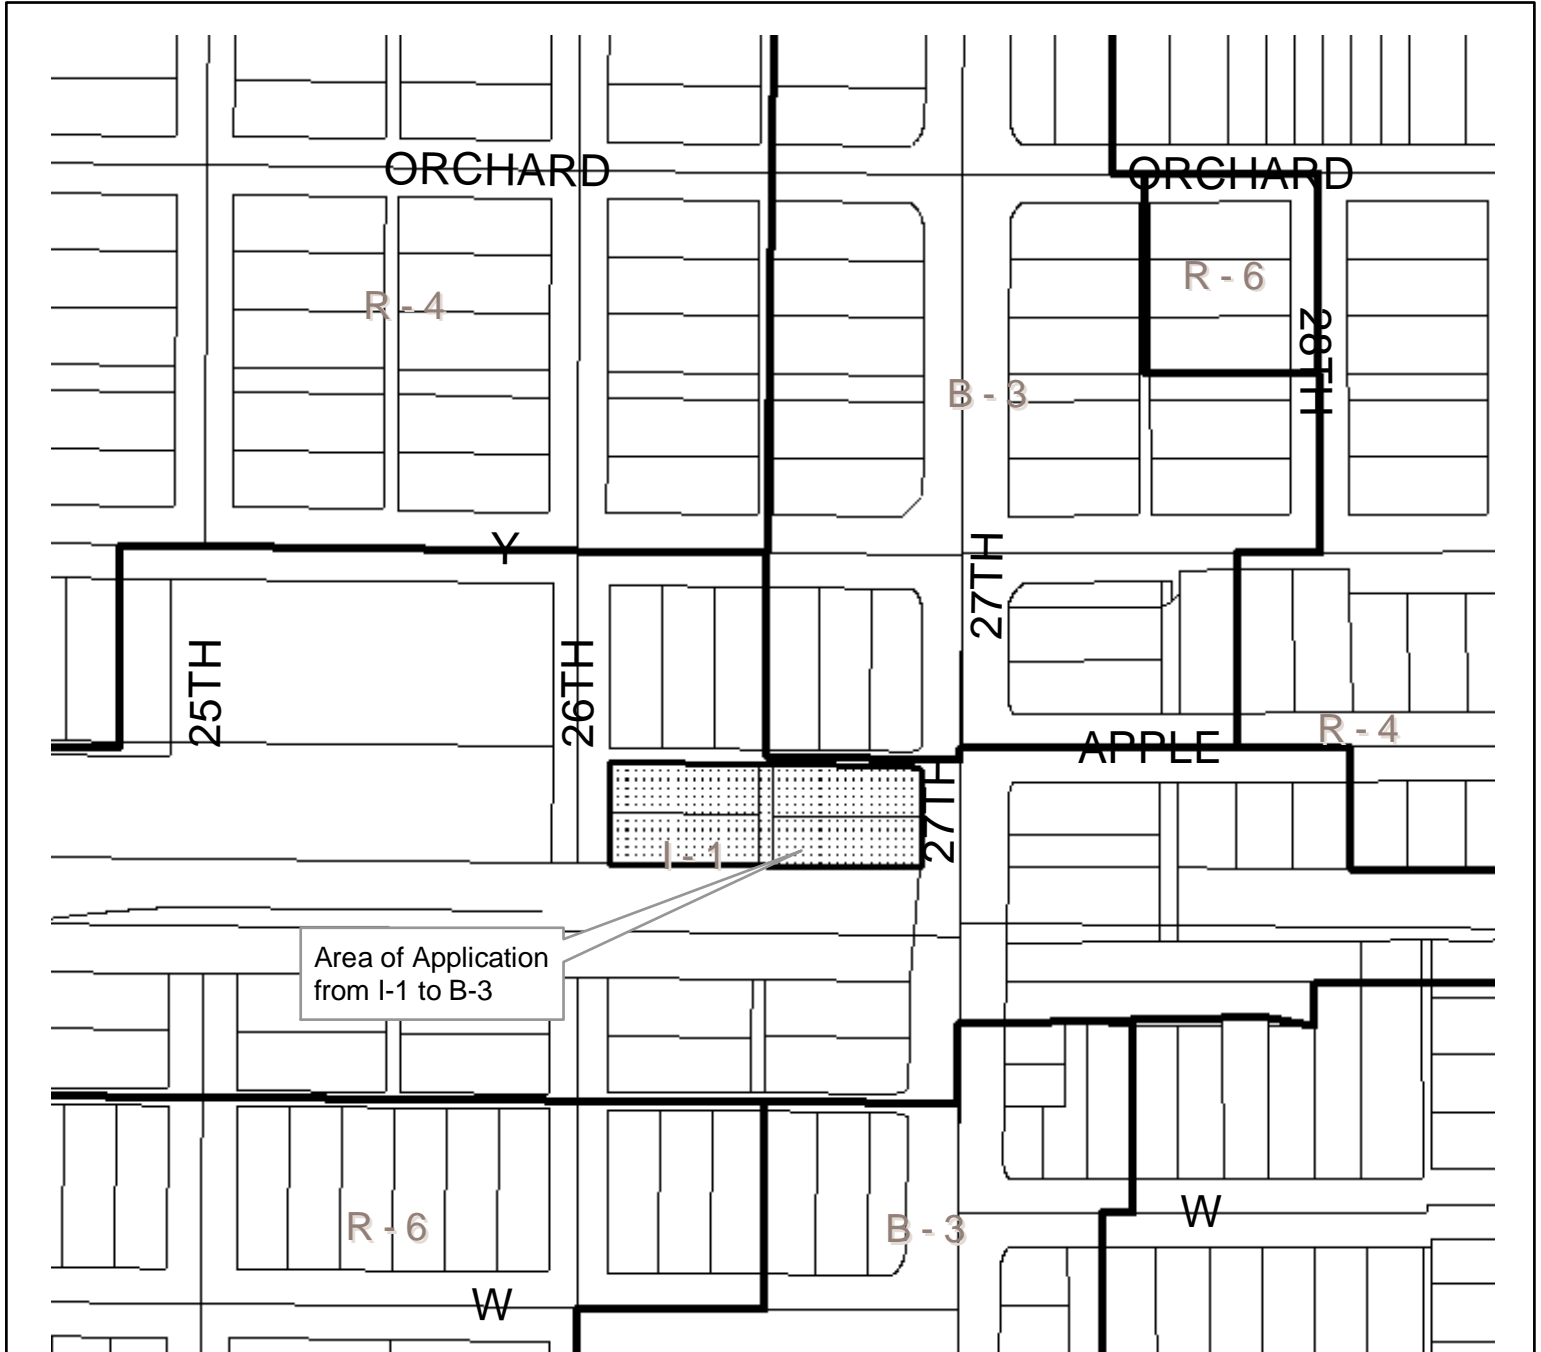 ORCHARD
ORCHARD
R - 6
R - 4
28TH
B - 3
Y
27TH
25TH
26TH
R - 4
APPLE
27TH
I - 1
Area of Application
from I-1 to B-3
W
R - 6
B - 3
W